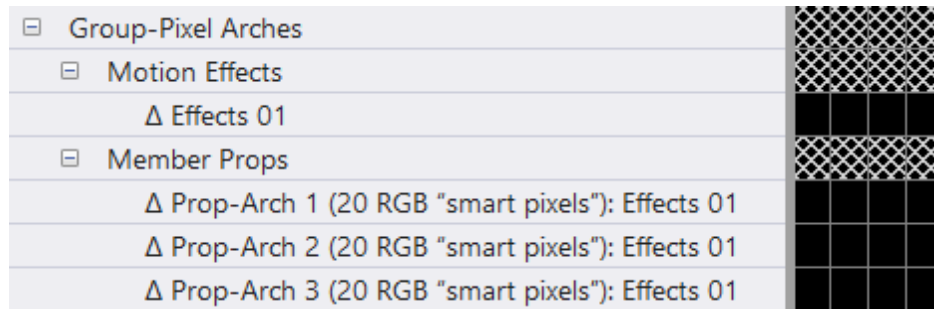 Group-Pixel Arches
Motion Effects
Δ Effects 01
Member Props
Δ Prop-Arch 1 (20 RGB “smart pixels”): Effects 01
Δ Prop-Arch 2 (20 RGB “smart pixels”): Effects 01
Δ Prop-Arch 3 (20 RGB “smart pixels”): Effects 01